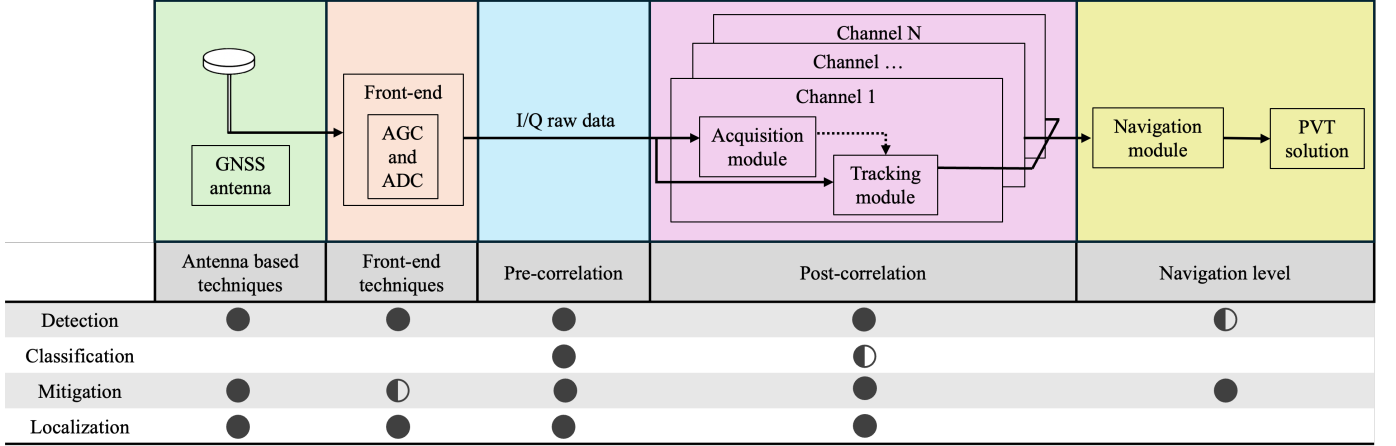 Channel N
Channel …
Channel 1
Front-end
AGC
and
ADC
GNSS
antenna
I/Q raw data
Acquisition
module
Tracking
module
Navigation
module
PVT
solution
Antenna based
techniques
Front-end
techniques
Pre-correlation
Post-correlation
Navigation level
Detection
Classification
Mitigation
Localization